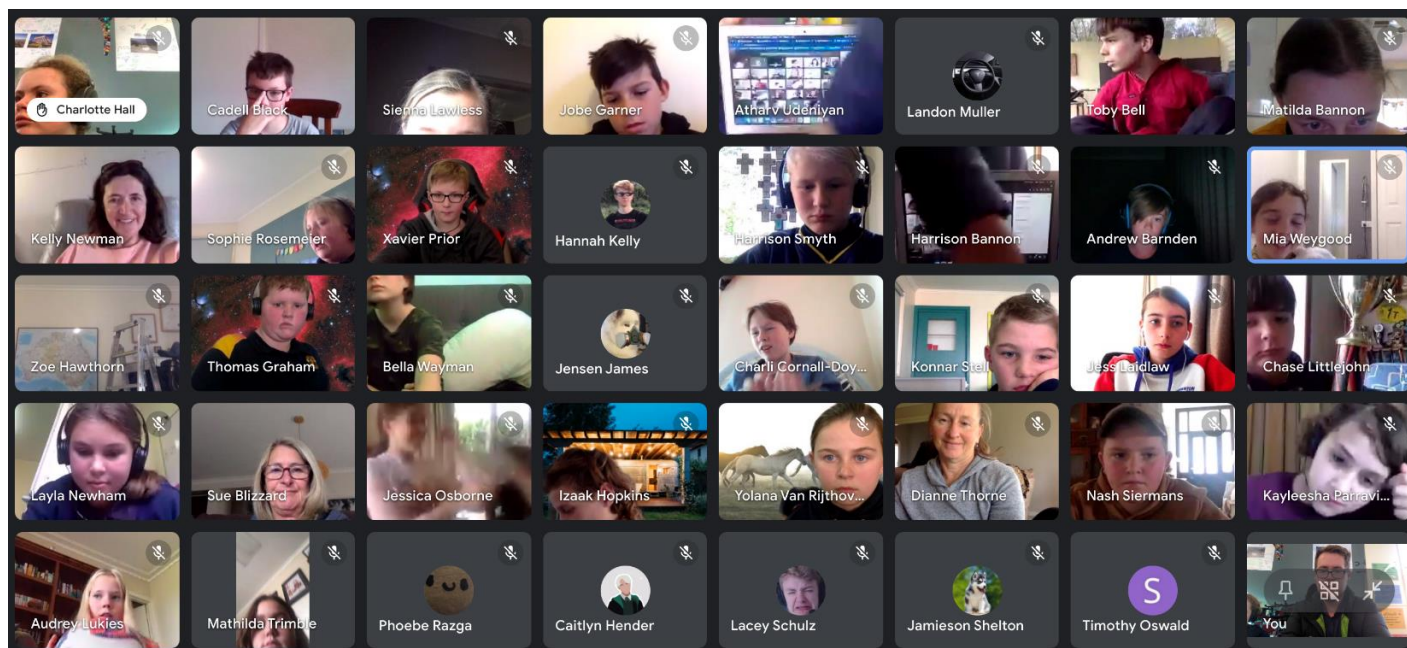 Charlotte Hall
Cadell Black
Sienna Lawless
Jobe Garner
Atharv Udeniyan
Landon Muller
Toby Bell
Matilda Bannon
Kelly Newman
Sophie Rosemeier
Xavier Prior
Hannah Kelly
Harrison Smyth
Harrison Bannon
Andrew Barnden
Mia Weygood
Zoe Hawthorn
Thomas Graham
Bella Wayman
Jensen James
Charli Cornall-Doy...
Konnar Stell
Jess Laidlaw
Chase Littlejohn
Layla Newham
Sue Blizzard
Jessica Osborne
Izaak Hopkins
Yolana Van Rijthov...
Dianne Thorne
Nash Siermans
Kayleesha Parravi...
Audrey Lukies
Mathilda Trimble
Phoebe Razga
Caitlyn Hender
Lacey Schulz
Jamieson Shelton
S
Timothy Oswald
You